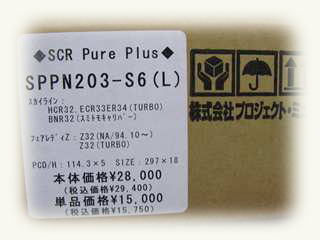 ◆SCR Pure Plus◆
SPPN203-S6(L)
スカイライン:
HCR32.ECR33ER34(TURBO)
BNR32(スミトモキャリパー)
フェアレディZ:Z32(NA/94.10〜)
Z32(TURBO)
PCD/H:114.3×5 SIZE:297×18
本体価格¥28,000
(税込価格¥29,400)
単品価格¥15,000
(税込価格¥15,750)
株式会社プロジェクト・ミ